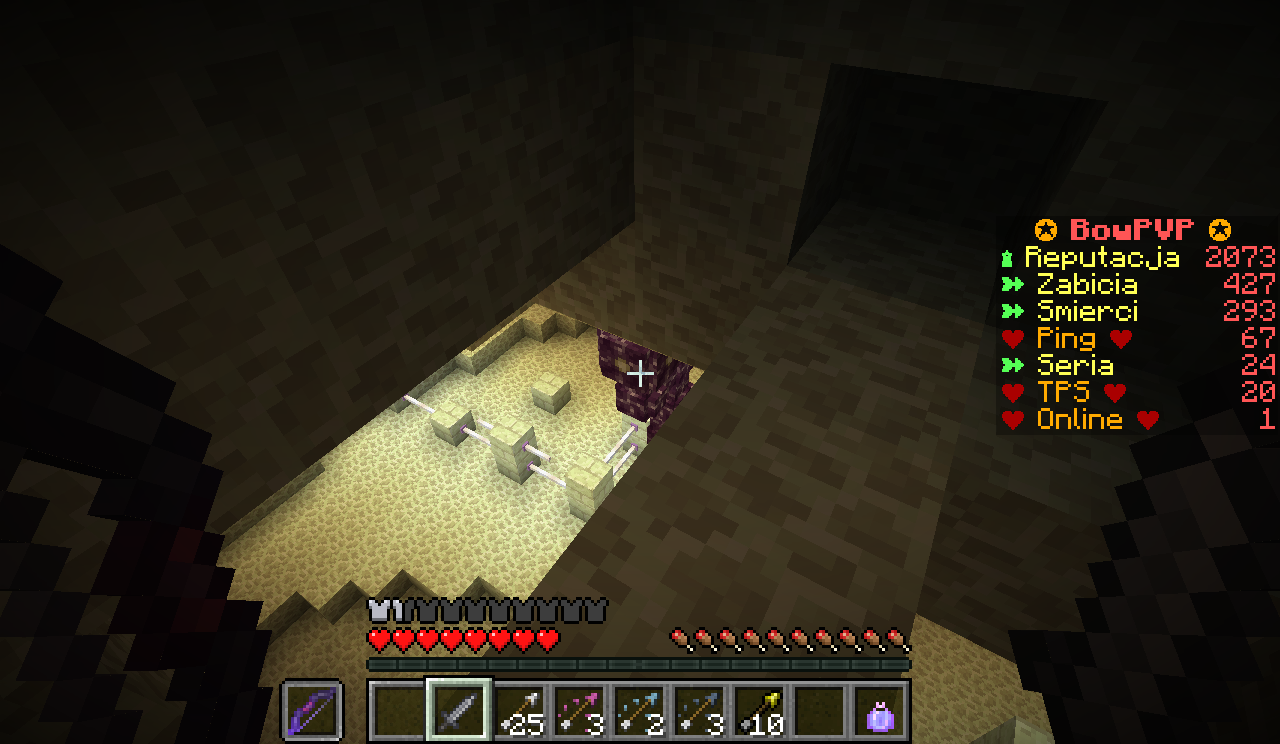 BowPVP
Reputacja 2073
Zabicia 427
Śmierci 293
Ping 67
Seria 24
TPS 20
Online 1
25 3 2 3 10